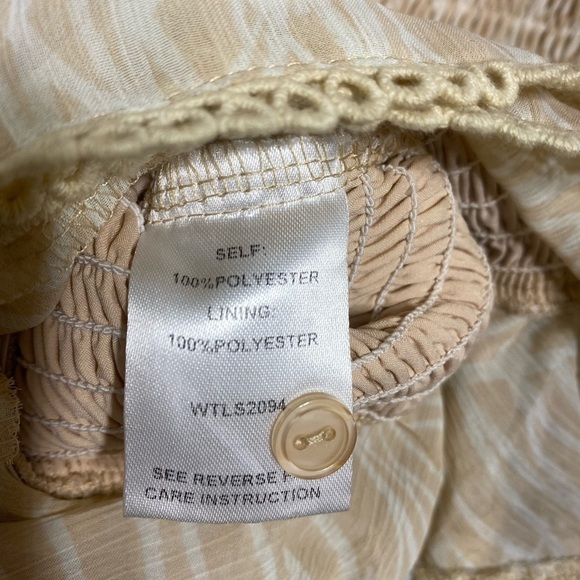 SELF:
100%POLYESTER
LINING:
100%POLYESTER
WTLS2094
SEE REVERSE
CARE INSTRUCTION